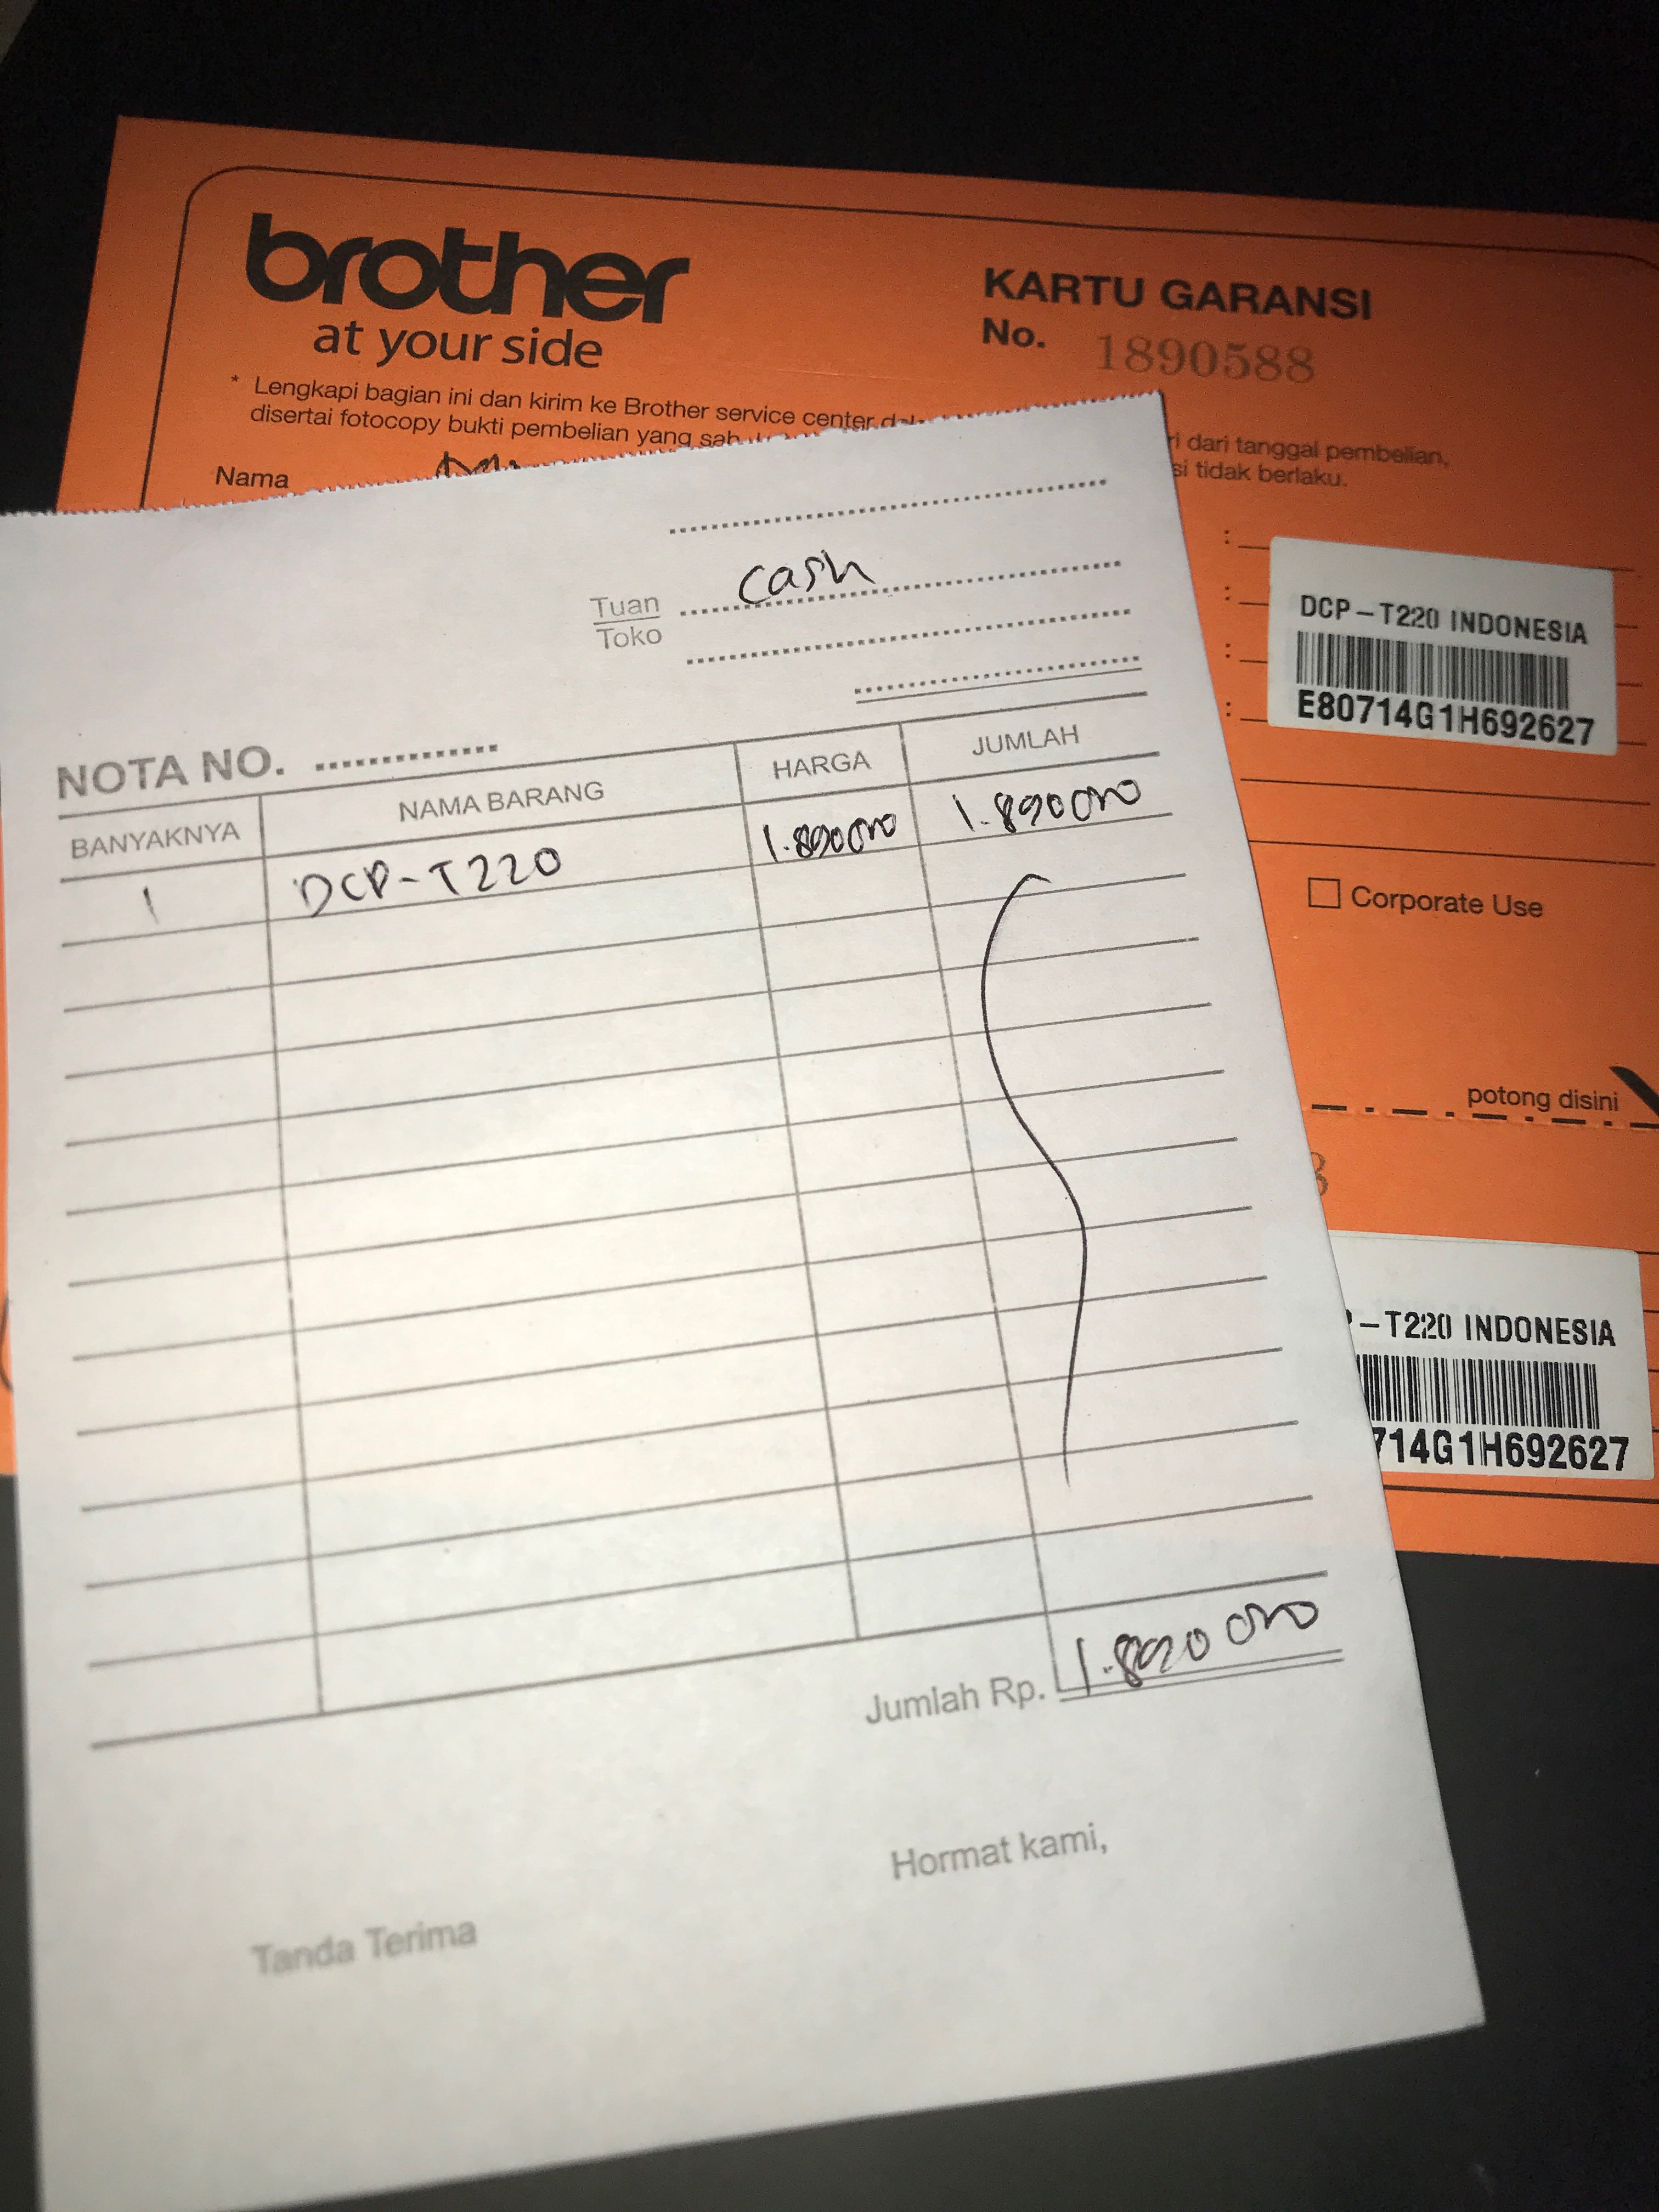 brother
at your side
KARTU GARANSI
No. 1890588
* Lengkapi bagian ini dan kirim ke Brother service center
disertai fotocopy bukti pembelian yang sah
dari tanggal pembelian,
tidak berlaku.
Nama
:
:
:
:
DCP-T220 INDONESIA
E80714G1H692627
Corporate Use
potong disini
-T220 INDONESIA
714G1H692627
Tuan cash
Toko
NOTA NO.
BANYAKNYA NAMA BARANG HARGA JUMLAH
1 DCP-T220 1.890000 1.890000
Jumlah Rp. 1.890000
Tanda Terima Hormat kami,